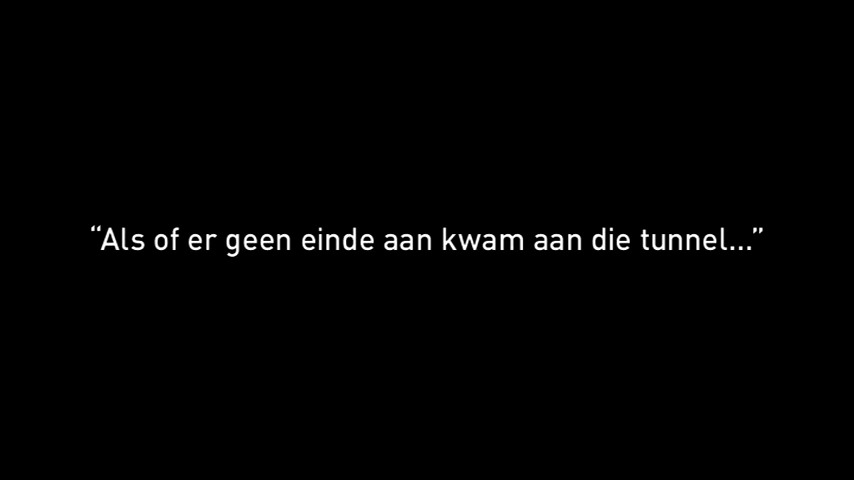 “Als of er geen einde aan kwam aan die tunnel...”